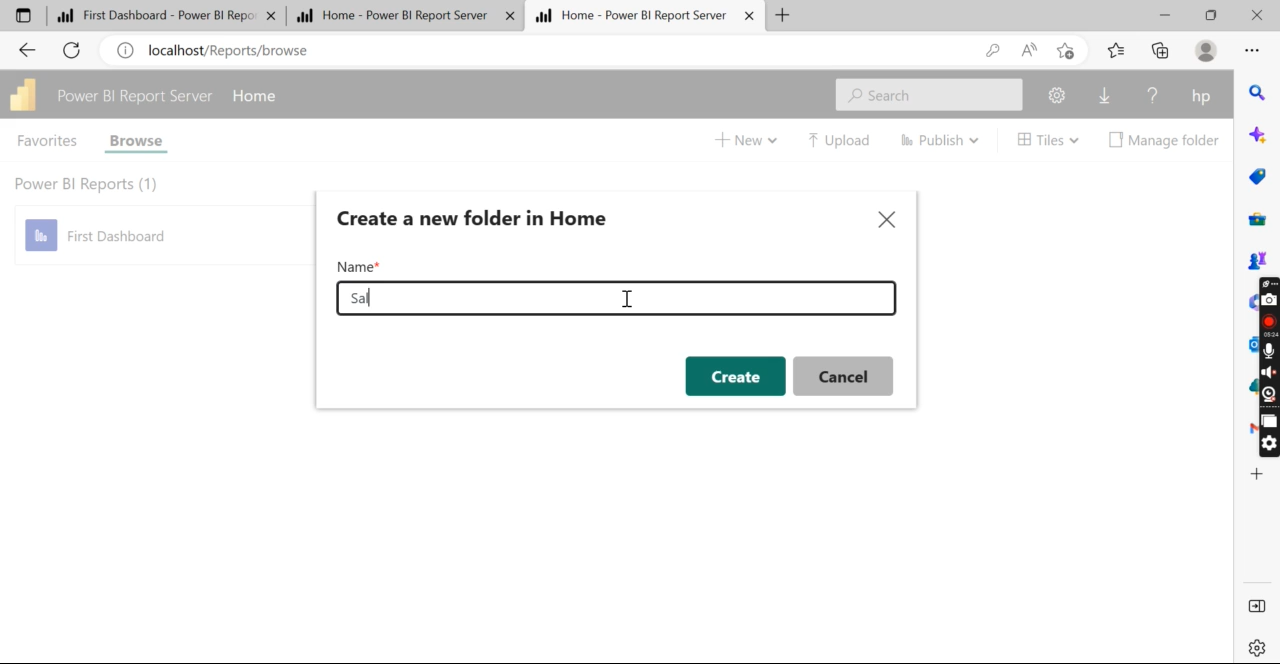 First Dashboard - Power BI Repo
Home - Power BI Report Server
Home - Power BI Report Server
localhost/Reports/browse
Power BI Report Server Home
Search
hp
Favorites Browse
New Upload Publish Tiles Manage folder
Power BI Reports (1)
First Dashboard
Create a new folder in Home
Name*
Sal
Create Cancel
05:24